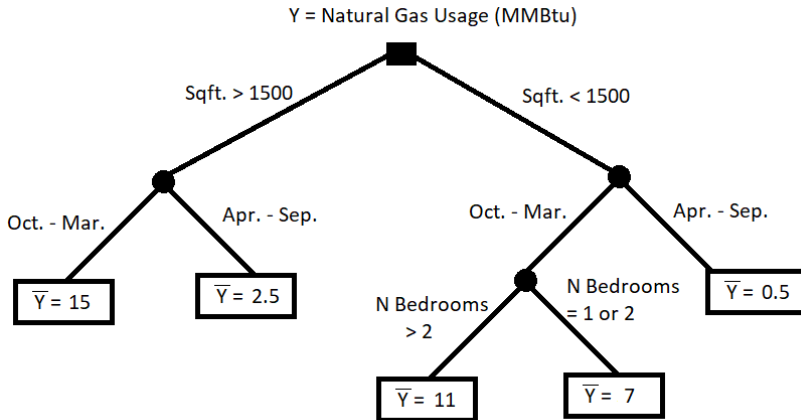 Y = Natural Gas Usage (MMBtu)
Sqft. > 1500
Sqft. < 1500
Oct. - Mar.
Apr. - Sep.
Oct. - Mar.
Apr. - Sep.
Y̅ = 15
Y̅ = 2.5
N Bedrooms
> 2
N Bedrooms
= 1 or 2
Y̅ = 0.5
Y̅ = 11
Y̅ = 7